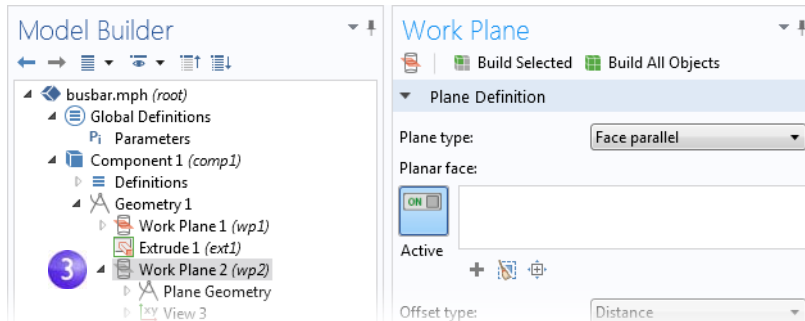 Model Builder
busbar.mph (root)
Global Definitions
Pi Parameters
Component 1 (comp1)
Definitions
Geometry 1
Work Plane 1 (wp1)
Extrude 1 (ext1)
3 Work Plane 2 (wp2)
Plane Geometry
xy View 3
Work Plane
Build Selected Build All Objects
Plane Definition
Plane type: Face parallel
Planar face:
ON
Active
Offset type: Distance